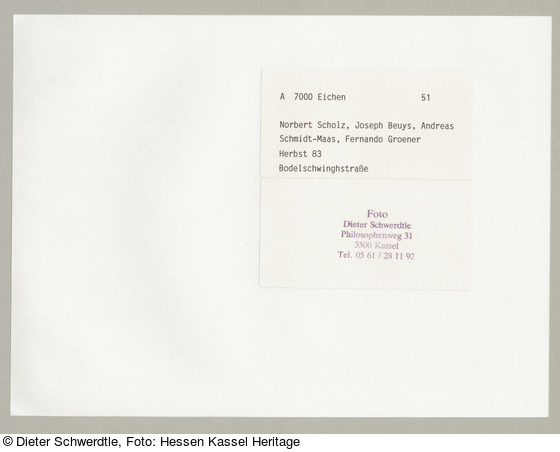 A 7000 Eichen 51
Norbert Scholz, Joseph Beuys, Andreas
Schmidt-Maas, Fernando Groener
Herbst 83
Bodelschwinghstraße
Foto
Dieter Schwerdtle
Philosophenweg 31
3500 Kassel
Tel. 05 61 / 28 11 92
© Dieter Schwerdtle, Foto: Hessen Kassel Heritage